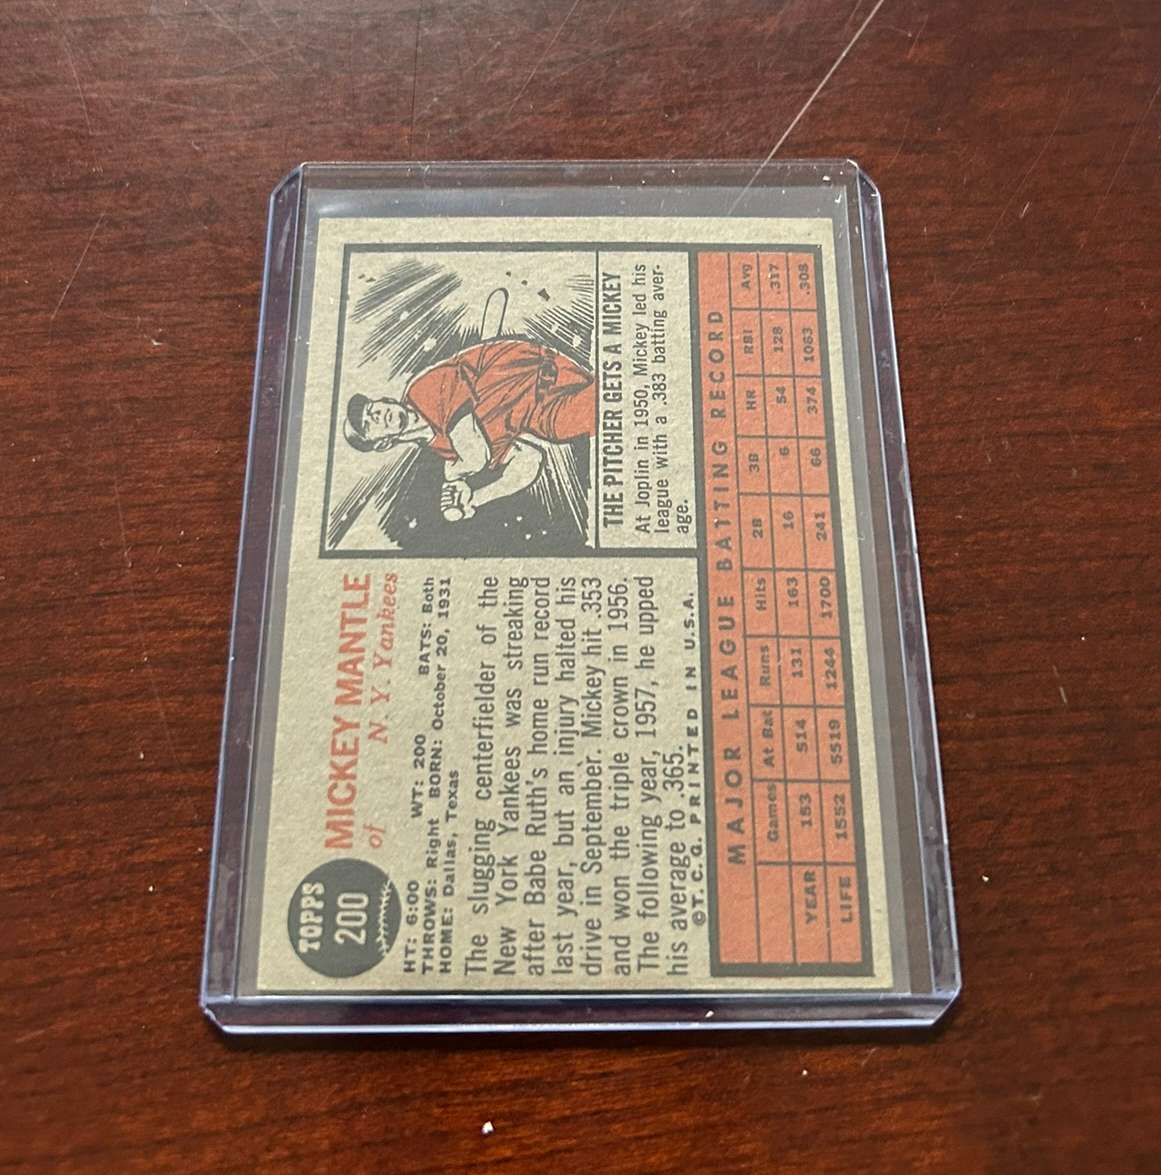 TOPPS
200
MICKEY MANTLE
of N. Y. Yankees
HT: 6:00 WT: 200 BATS: Both
THROWS: Right BORN: October 20, 1931
HOME: Dallas, Texas
The slugging centerfielder of the
New York Yankees was streaking
after Babe Ruth's home run record
last year, but an injury halted his
drive in September. Mickey hit .353
and won the triple crown in 1956.
The following year, 1957, he upped
his average to .365.
©T. C. G. PRINTED IN U.S.A.
THE PITCHER GETS A MICKEY
At Joplin in 1950, Mickey led his
league with a .383 batting aver-
age.
MAJOR LEAGUE BATTING RECORD
Games At Bat Runs Hits 2B 3B HR RBI Avg
YEAR 153 514 131 163 16 6 54 128 .317
LIFE 1552 5519 1244 1700 241 66 374 1063 .308